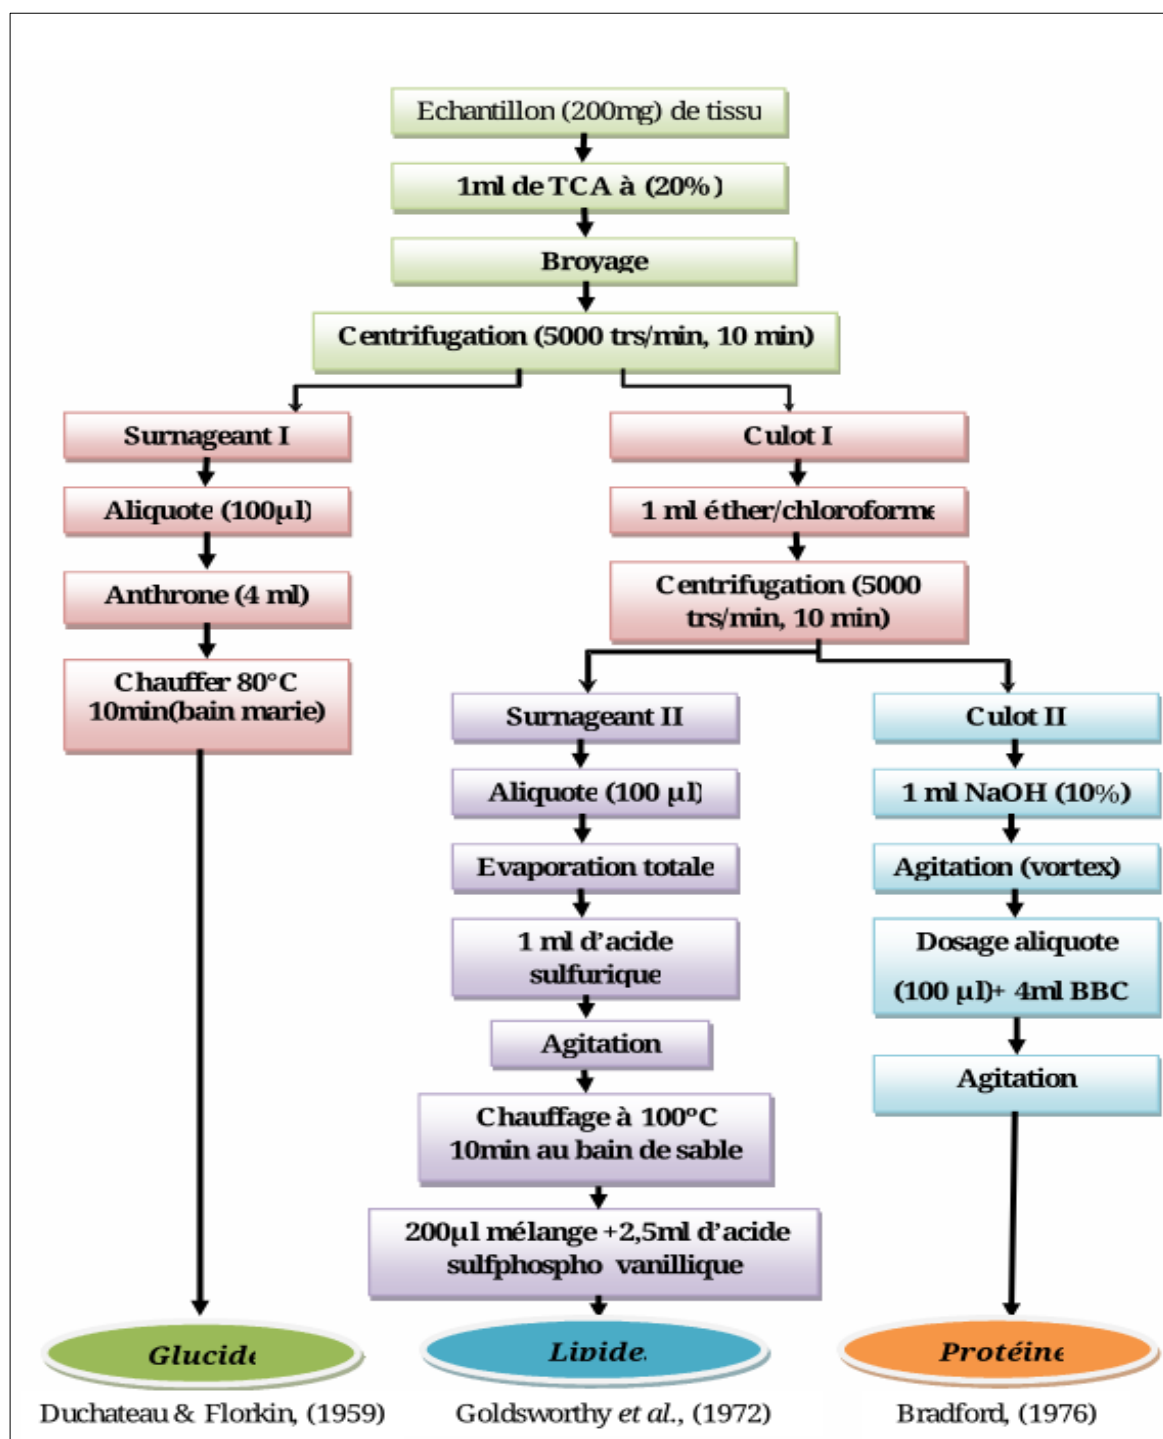 Echantillon (200mg) de tissu
1ml de TCA à (20%)
Broyage
Centrifugation (5000 trs/min, 10 min)
Surnageant I
Aliquote (100µl)
Anthrone (4 ml)
Chauffer 80°C
10min(bain marie)
Culot I
1 ml éther/chloroforme
Centrifugation (5000
trs/min, 10 min)
Surnageant II
Aliquote (100 µl)
Evaporation totale
1 ml d’acide
sulfurique
Agitation
Chauffage à 100°C
10min au bain de sable
200µl mélange +2,5ml d’acide
sulfphospho vanillique
Culot II
1 ml NaOH (10%)
Agitation (vortex)
Dosage aliquote
(100 µl)+ 4ml BBC
Agitation
Glucide
Lipide
Protéine
Duchateau & Florkin, (1959)
Goldsworthy et al., (1972)
Bradford, (1976)